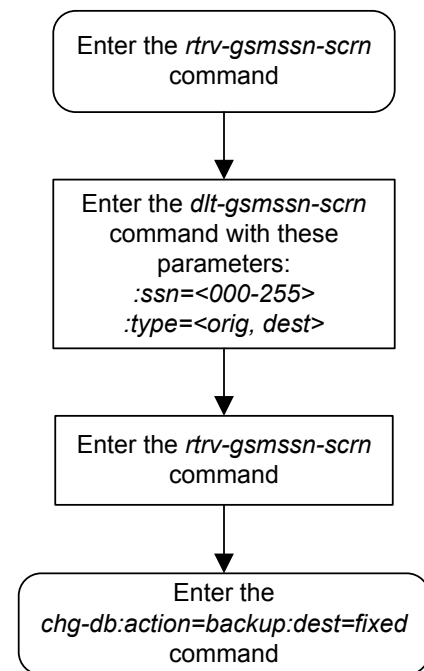 Enter the rtrv-gsmssn-scrn
command
Enter the dlt-gsmssn-scrn
command with these
parameters:
:ssn=<000-255>
:type=<orig, dest>
Enter the rtrv-gsmssn-scrn
command
Enter the
chg-db:action=backup:dest=fixed
command